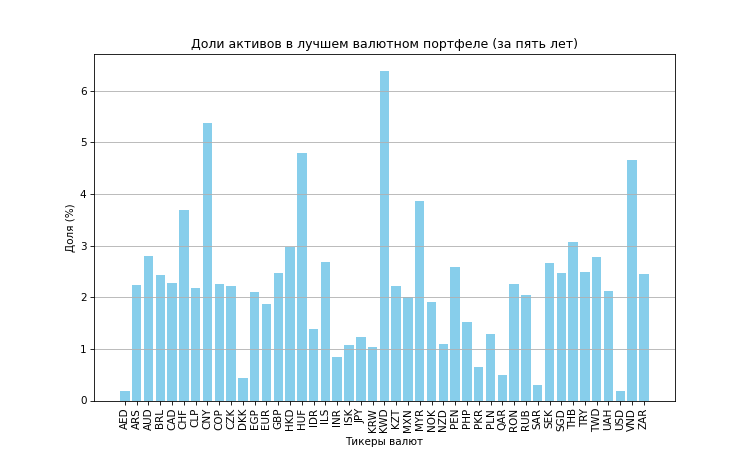 Доли активов в лучшем валютном портфеле (за пять лет)
Доля (%)
6
5
4
3
2
1
0
AED ARS AUD BRL CAD CHF CLP CNY COP CZK DKK EGP EUR GBP HKD HUF IDR ILS INR ISK JPY KRW KWD KZT MXN MYR NOK NZD PEN PHP PKR PLN QAR RON RUB SAR SEK SGD THB TRY TWD UAH USD VND ZAR
Тикеры валют